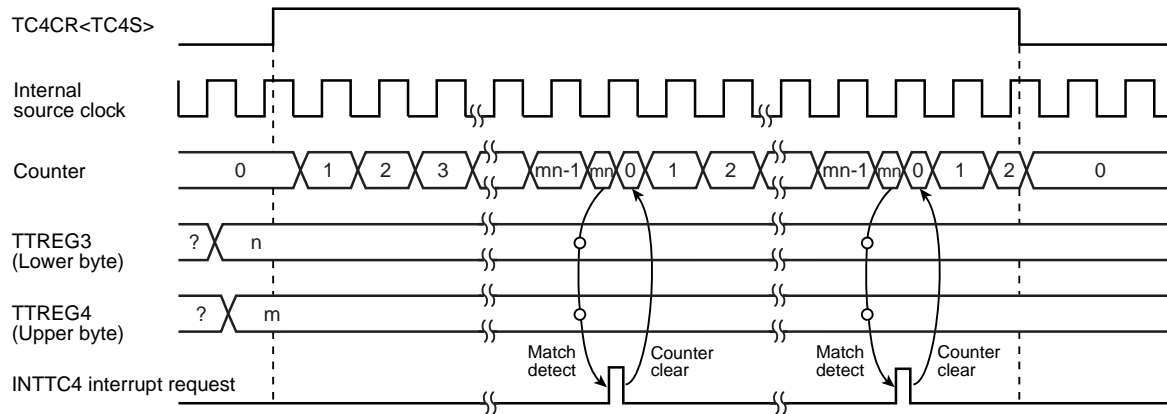 TC4CR<TC4S>
Internal
source clock
Counter
0 1 2 3 mn-1 mn 0 1 2 mn-1 mn 0 1 2 0
TTREG3
(Lower byte)
? n
TTREG4
(Upper byte)
? m
Match
detect
Counter
clear
Match
detect
Counter
clear
INTTC4 interrupt request